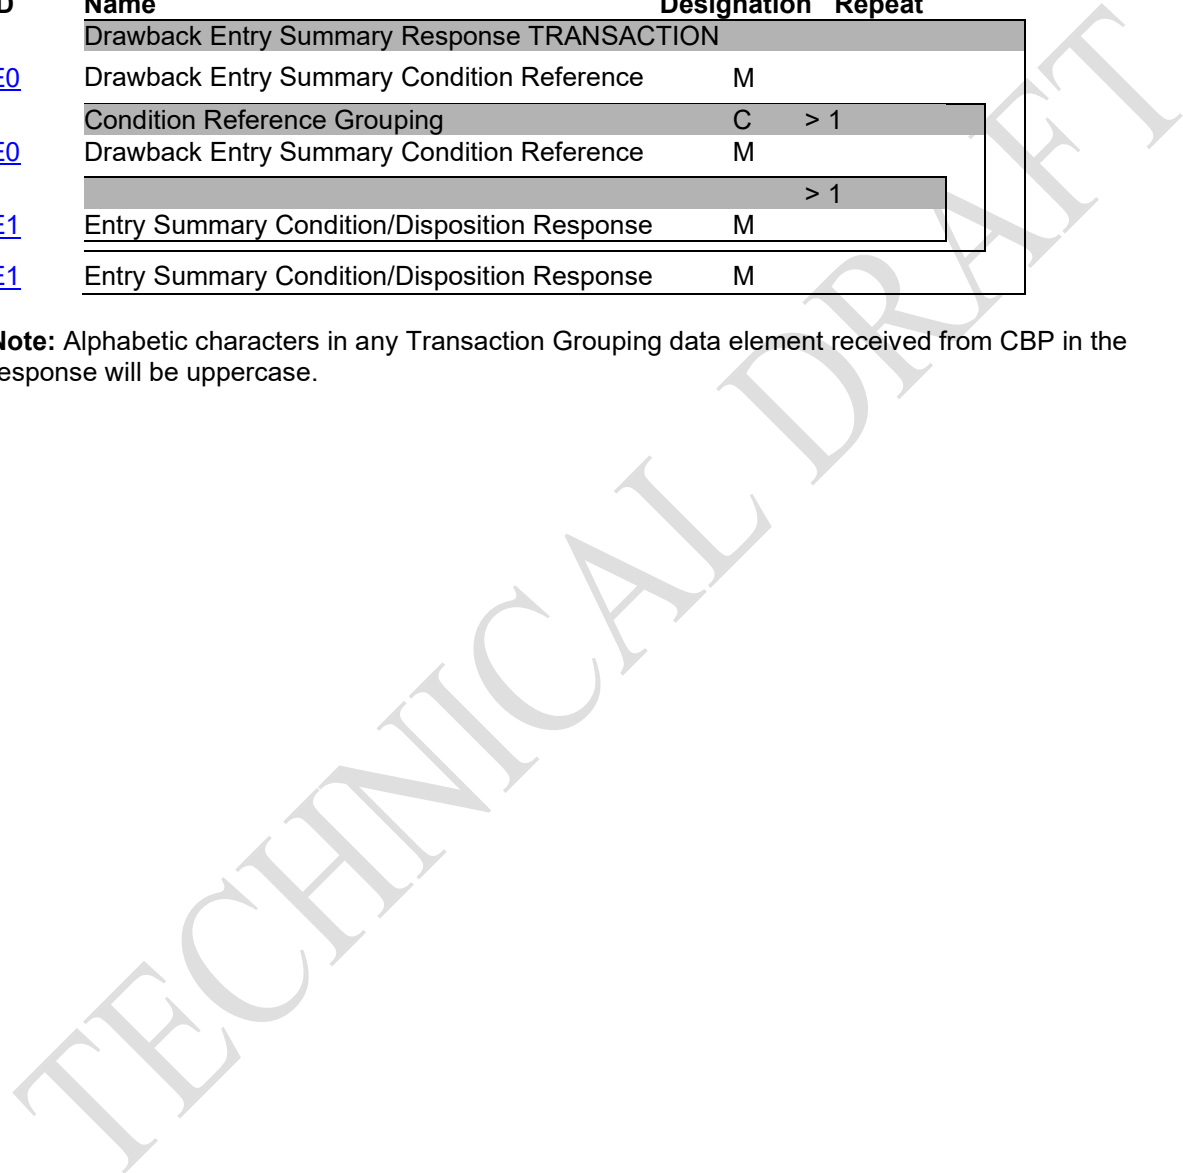 D Name Designation Repeat
Drawback Entry Summary Response TRANSACTION
E0 Drawback Entry Summary Condition Reference M
Condition Reference Grouping C > 1
E0 Drawback Entry Summary Condition Reference M
> 1
E1 Entry Summary Condition/Disposition Response M
E1 Entry Summary Condition/Disposition Response M
Note: Alphabetic characters in any Transaction Grouping data element received from CBP in the
response will be uppercase.
TECHNICAL DRAFT